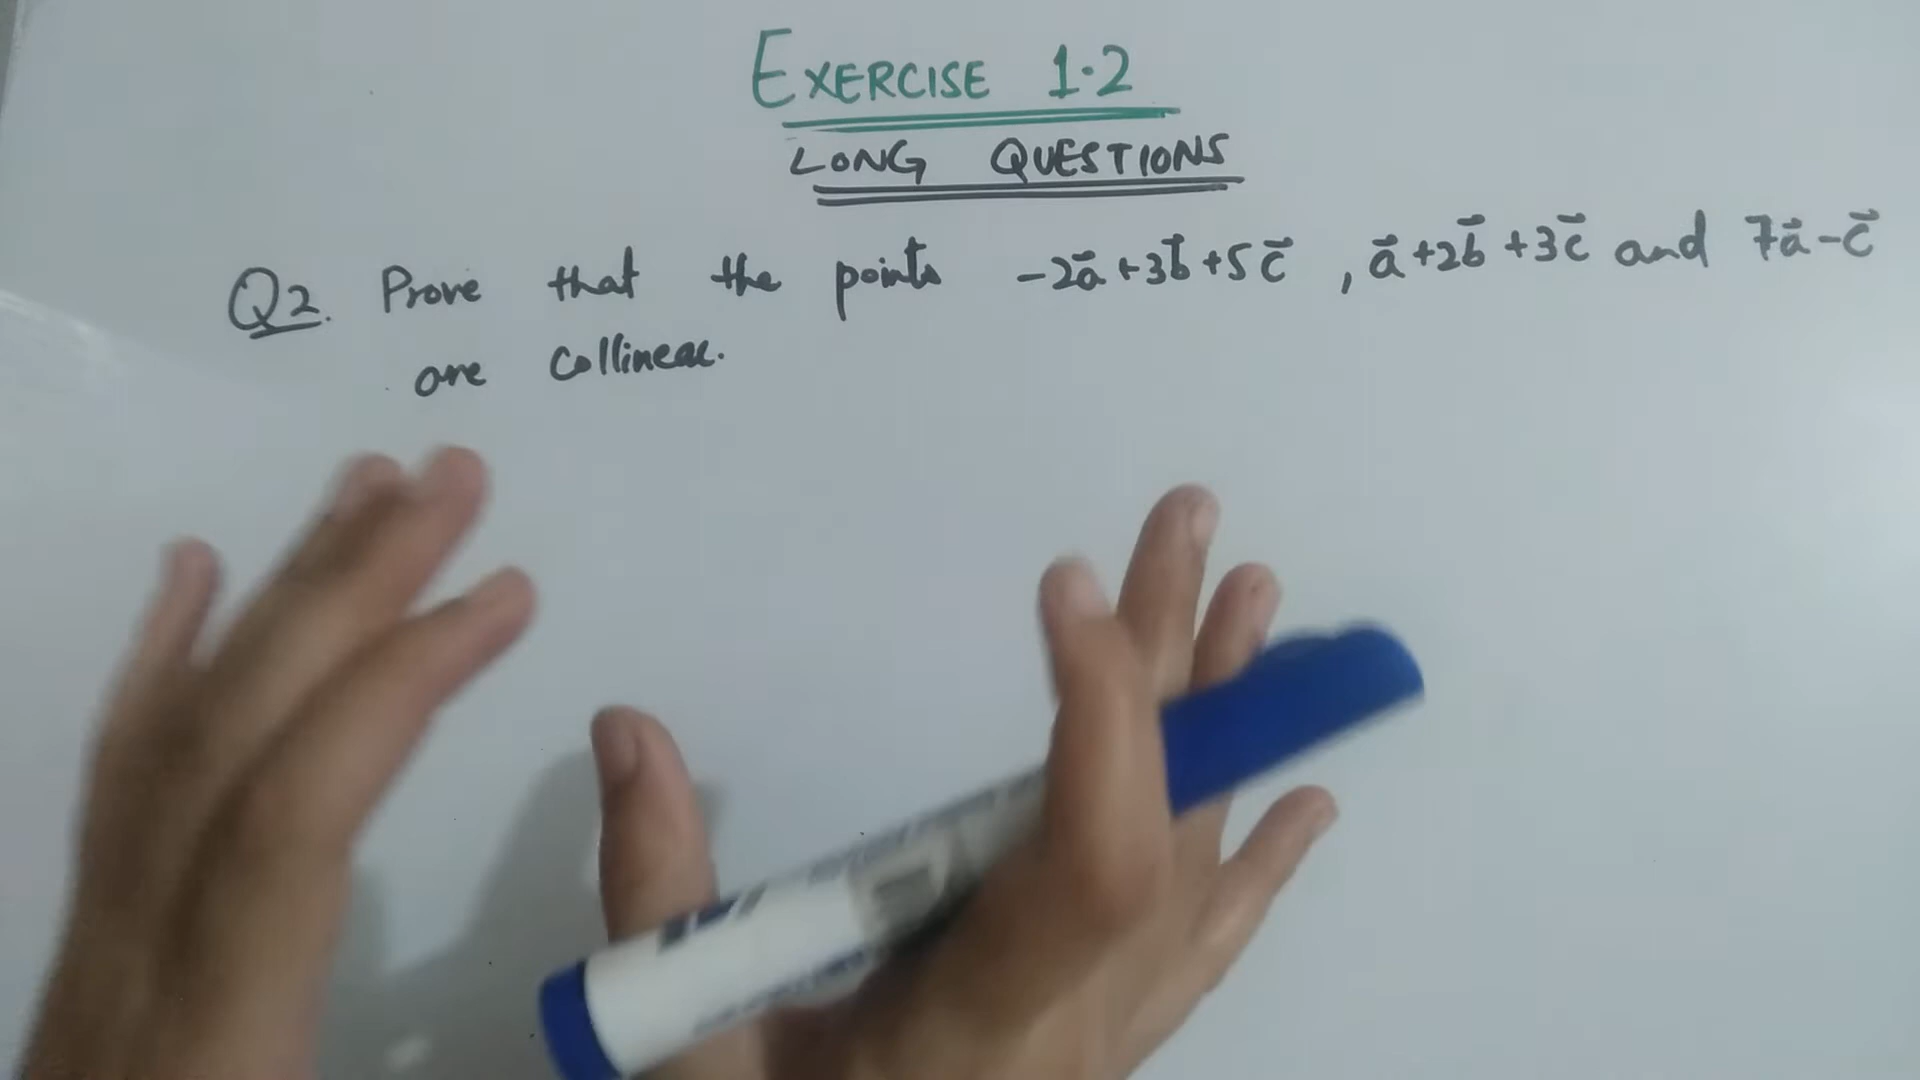 EXERCISE 1.2
LONG QUESTIONS
Q2. Prove that the points -2a⃗ + 3b⃗ + 5c⃗ , a⃗ + 2b⃗ + 3c⃗ and 7a⃗ - c⃗
are Collinear.